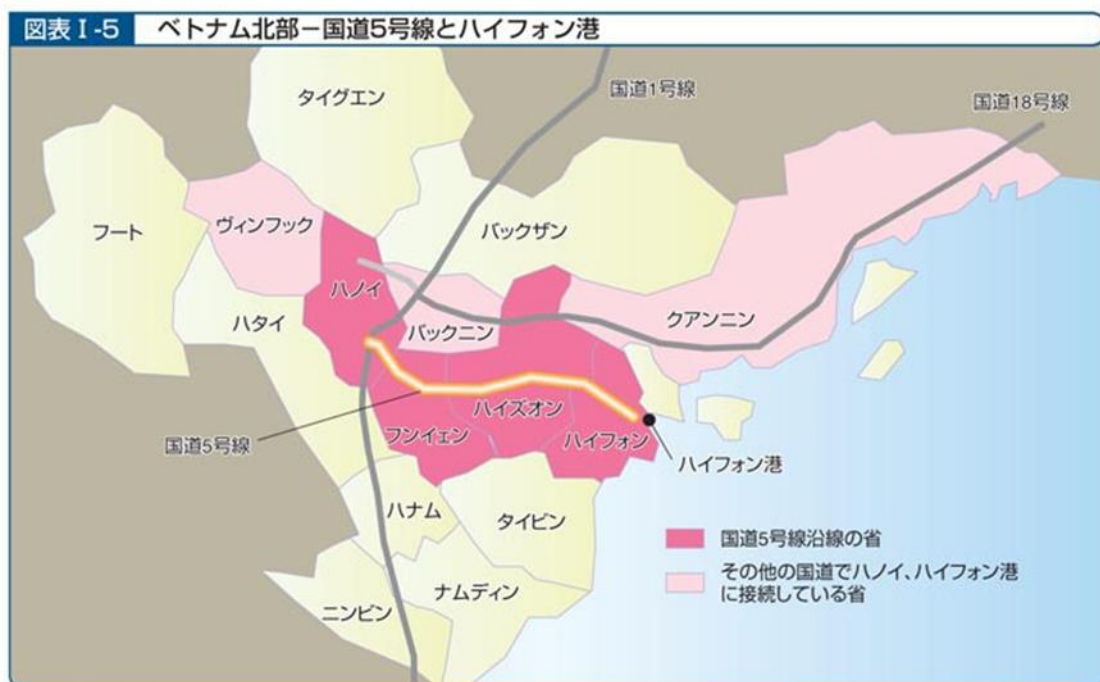 図表Ⅰ-5 ベトナム北部−国道5号線とハイフォン港
国道1号線
国道18号線
タイグエン
フート
ヴィンフック
バックザン
ハノイ
ハタイ
バックニン
クアンニン
国道5号線
フンイェン
ハイズオン
ハイフォン
ハイフォン港
ハナム
タイビン
ナムディン
ニンビン
国道5号線沿線の省
その他の国道でハノイ、ハイフォン港
に接続している省